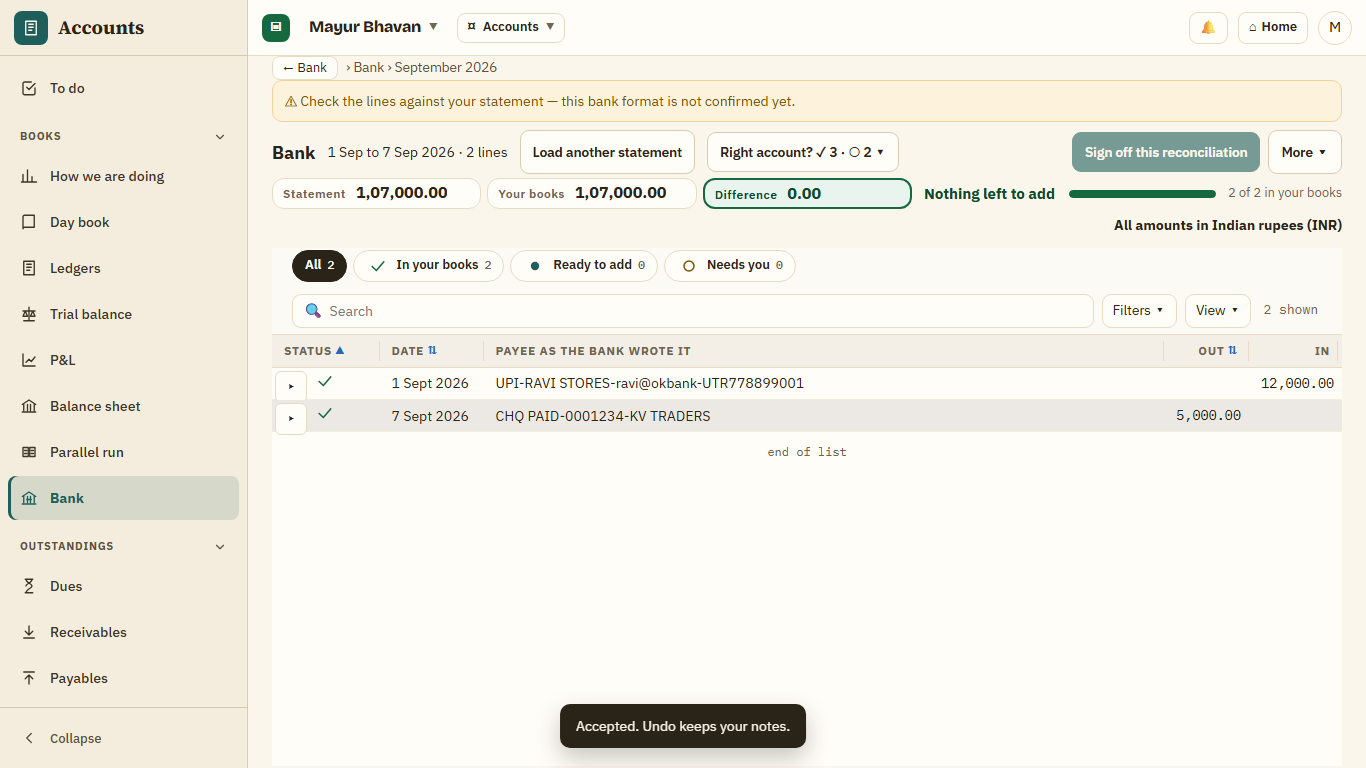 Accounts
Mayur Bhavan ▼
¤ Accounts ▼
⌂ Home
M
← Bank › Bank › September 2026
⚠ Check the lines against your statement — this bank format is not confirmed yet.
Bank 1 Sep to 7 Sep 2026 · 2 lines
Load another statement
Right account? ✓ 3 · ○ 2 ▾
Sign off this reconciliation
More ▾
Statement 1,07,000.00
Your books 1,07,000.00
Difference 0.00
Nothing left to add
2 of 2 in your books
All amounts in Indian rupees (INR)
All 2
In your books 2
Ready to add 0
Needs you 0
Search
Filters ▾
View ▾
2 shown
STATUS ▲ DATE ⇅ PAYEE AS THE BANK WROTE IT OUT ⇅ IN
▸ ✓ 1 Sept 2026 UPI-RAVI STORES-ravi@okbank-UTR778899001 12,000.00
▸ ✓ 7 Sept 2026 CHQ PAID-0001234-KV TRADERS 5,000.00
end of list
To do
BOOKS
How we are doing
Day book
Ledgers
Trial balance
P&L
Balance sheet
Parallel run
Bank
OUTSTANDINGS
Dues
Receivables
Payables
Collapse
Accepted. Undo keeps your notes.